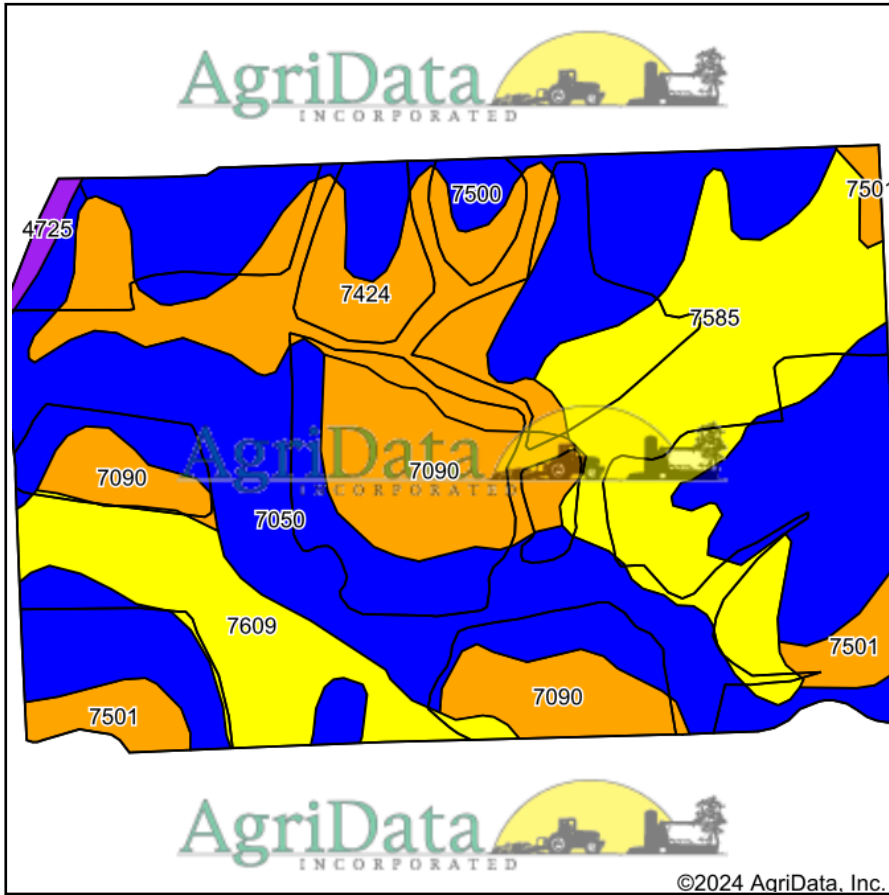 AgriData
INCORPORATED
7500
7501
4725
7424
7585
AgriData
INCORPORATED
7090
7090
7050
7609
7501
7090
7501
AgriData
INCORPORATED
©2024 AgriData, Inc.